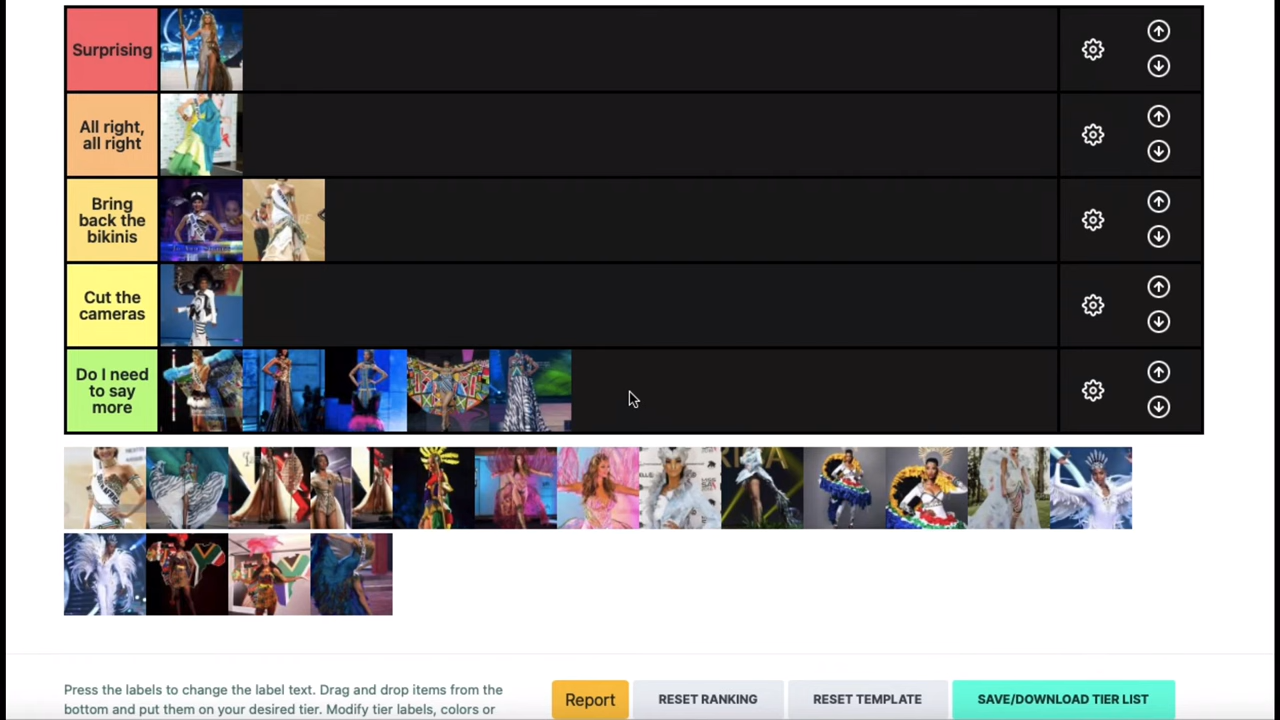 Surprising
All right,
all right
Bring
back the
bikinis
Cut the
cameras
Do I need
to say
more
Press the labels to change the label text. Drag and drop items from the
bottom and put them on your desired tier. Modify tier labels, colors or
Report
RESET RANKING
RESET TEMPLATE
SAVE/DOWNLOAD TIER LIST